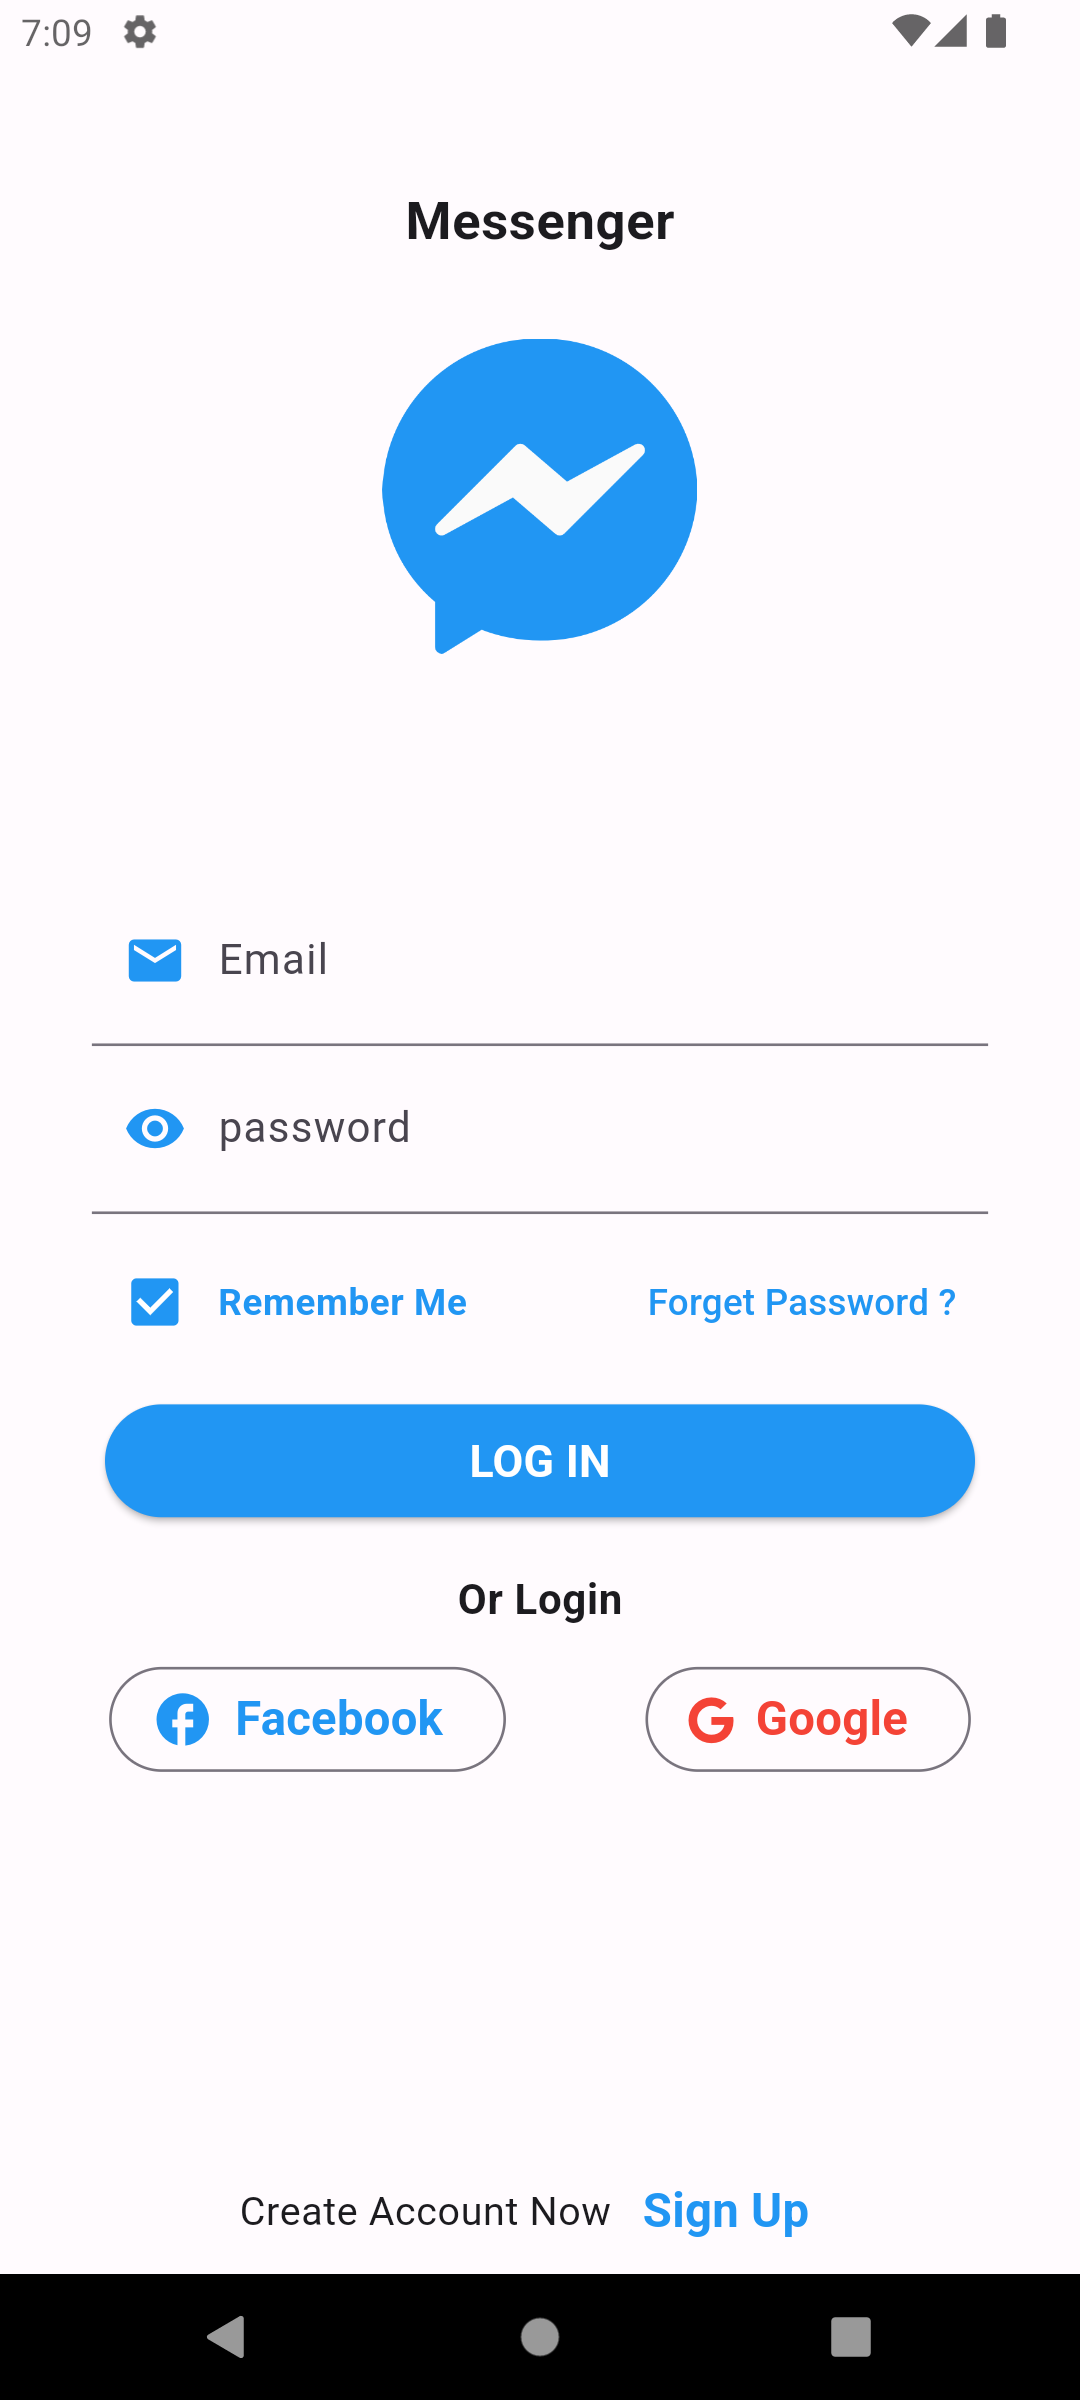 7:09
Messenger
Email
password
Remember Me Forget Password ?
LOG IN
Or Login
Facebook Google
Create Account Now Sign Up